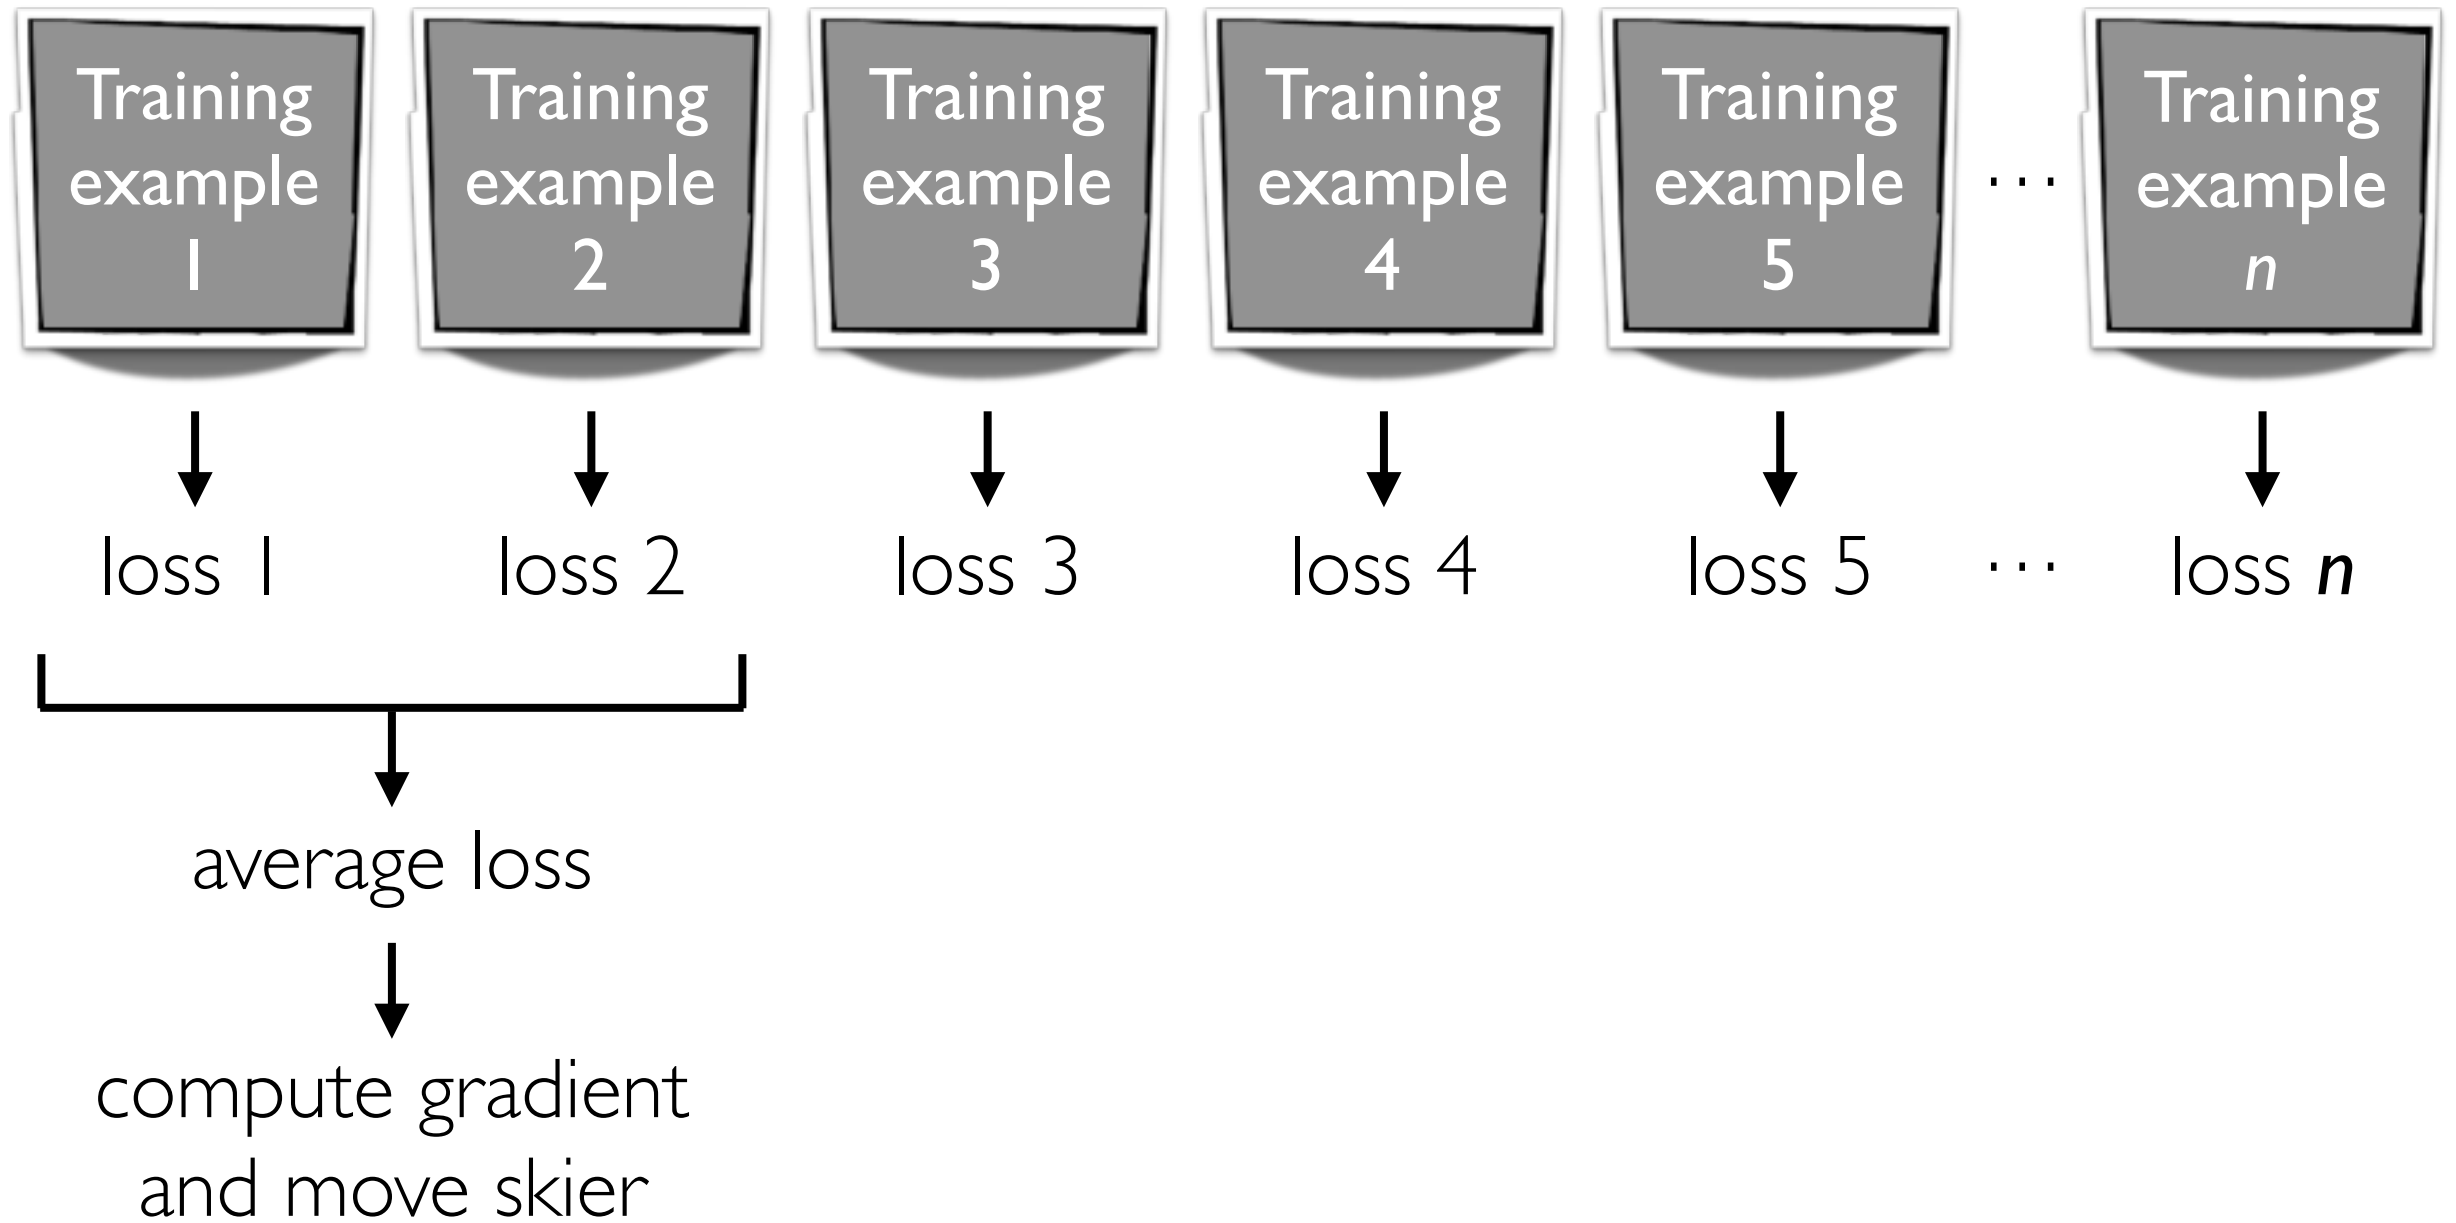 Training
example
1
Training
example
2
Training
example
3
Training
example
4
Training
example
5
...
Training
example
n
loss 1
loss 2
loss 3
loss 4
loss 5
...
loss n
average loss
compute gradient
and move skier